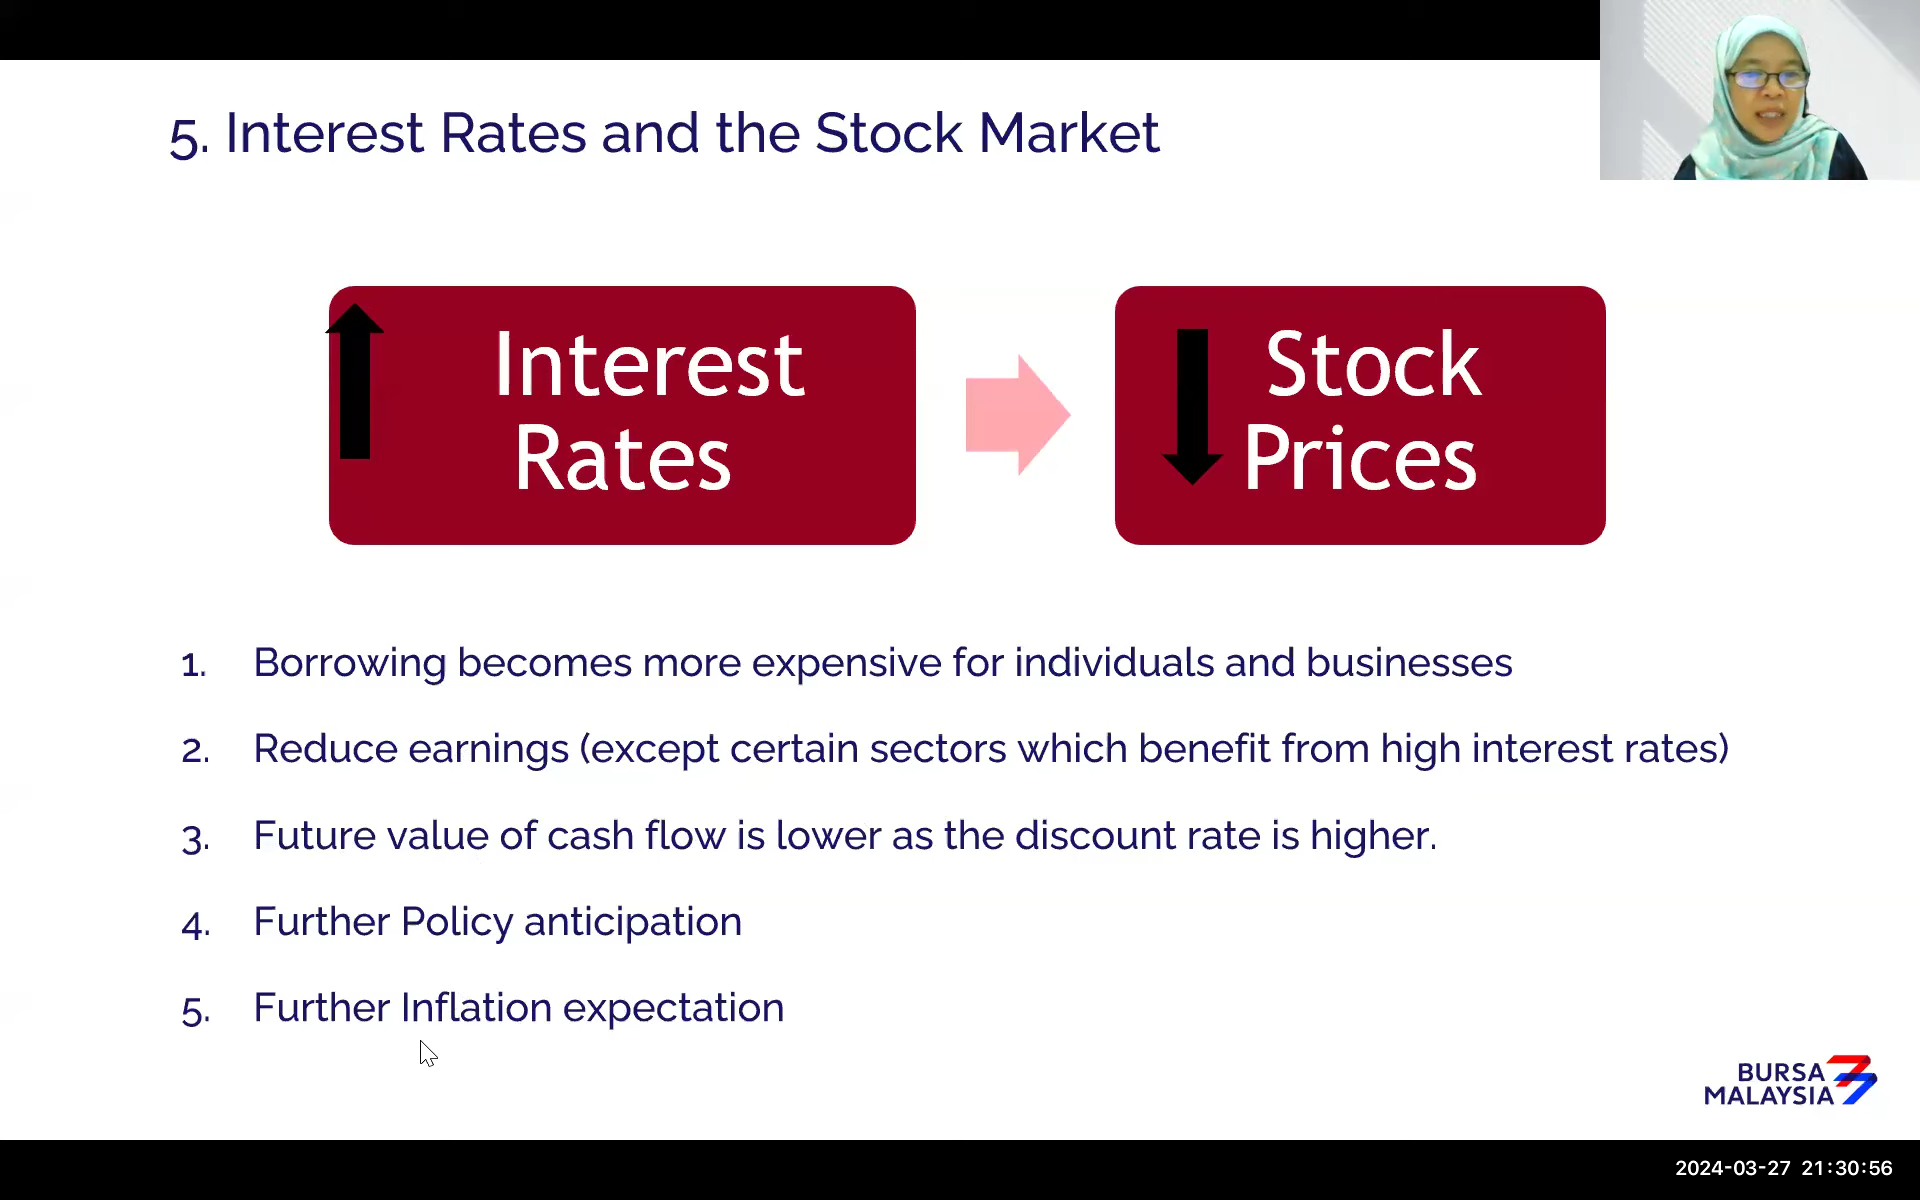 5. Interest Rates and the Stock Market
Interest
Rates
Stock
Prices
1. Borrowing becomes more expensive for individuals and businesses
2. Reduce earnings (except certain sectors which benefit from high interest rates)
3. Future value of cash flow is lower as the discount rate is higher.
4. Further Policy anticipation
5. Further Inflation expectation
BURSA
MALAYSIA
2024-03-27 21:30:56